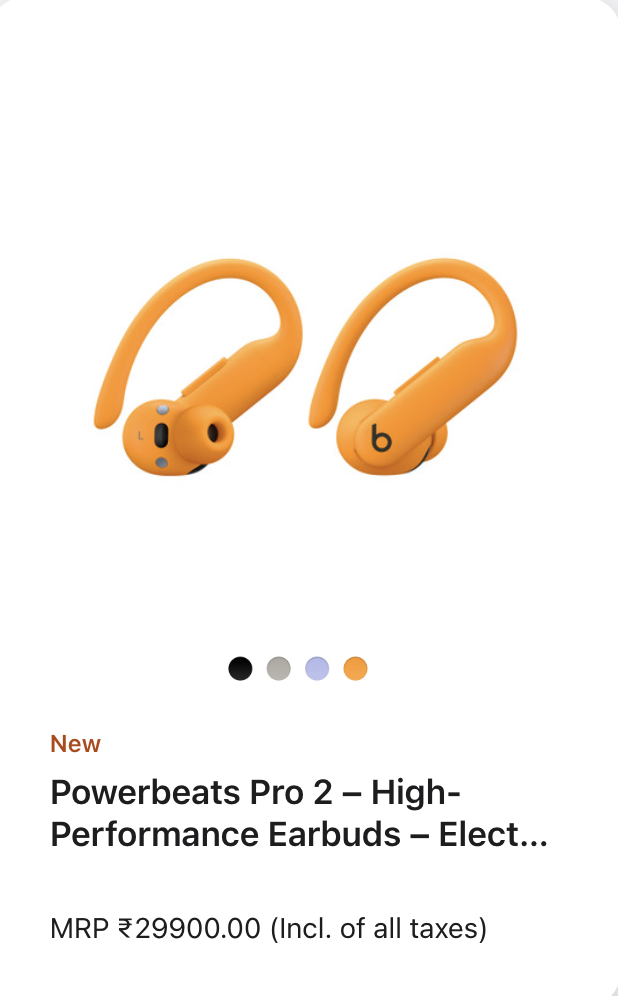 L
b
New
Powerbeats Pro 2 – High-
Performance Earbuds – Elect...
MRP ₹29900.00 (Incl. of all taxes)